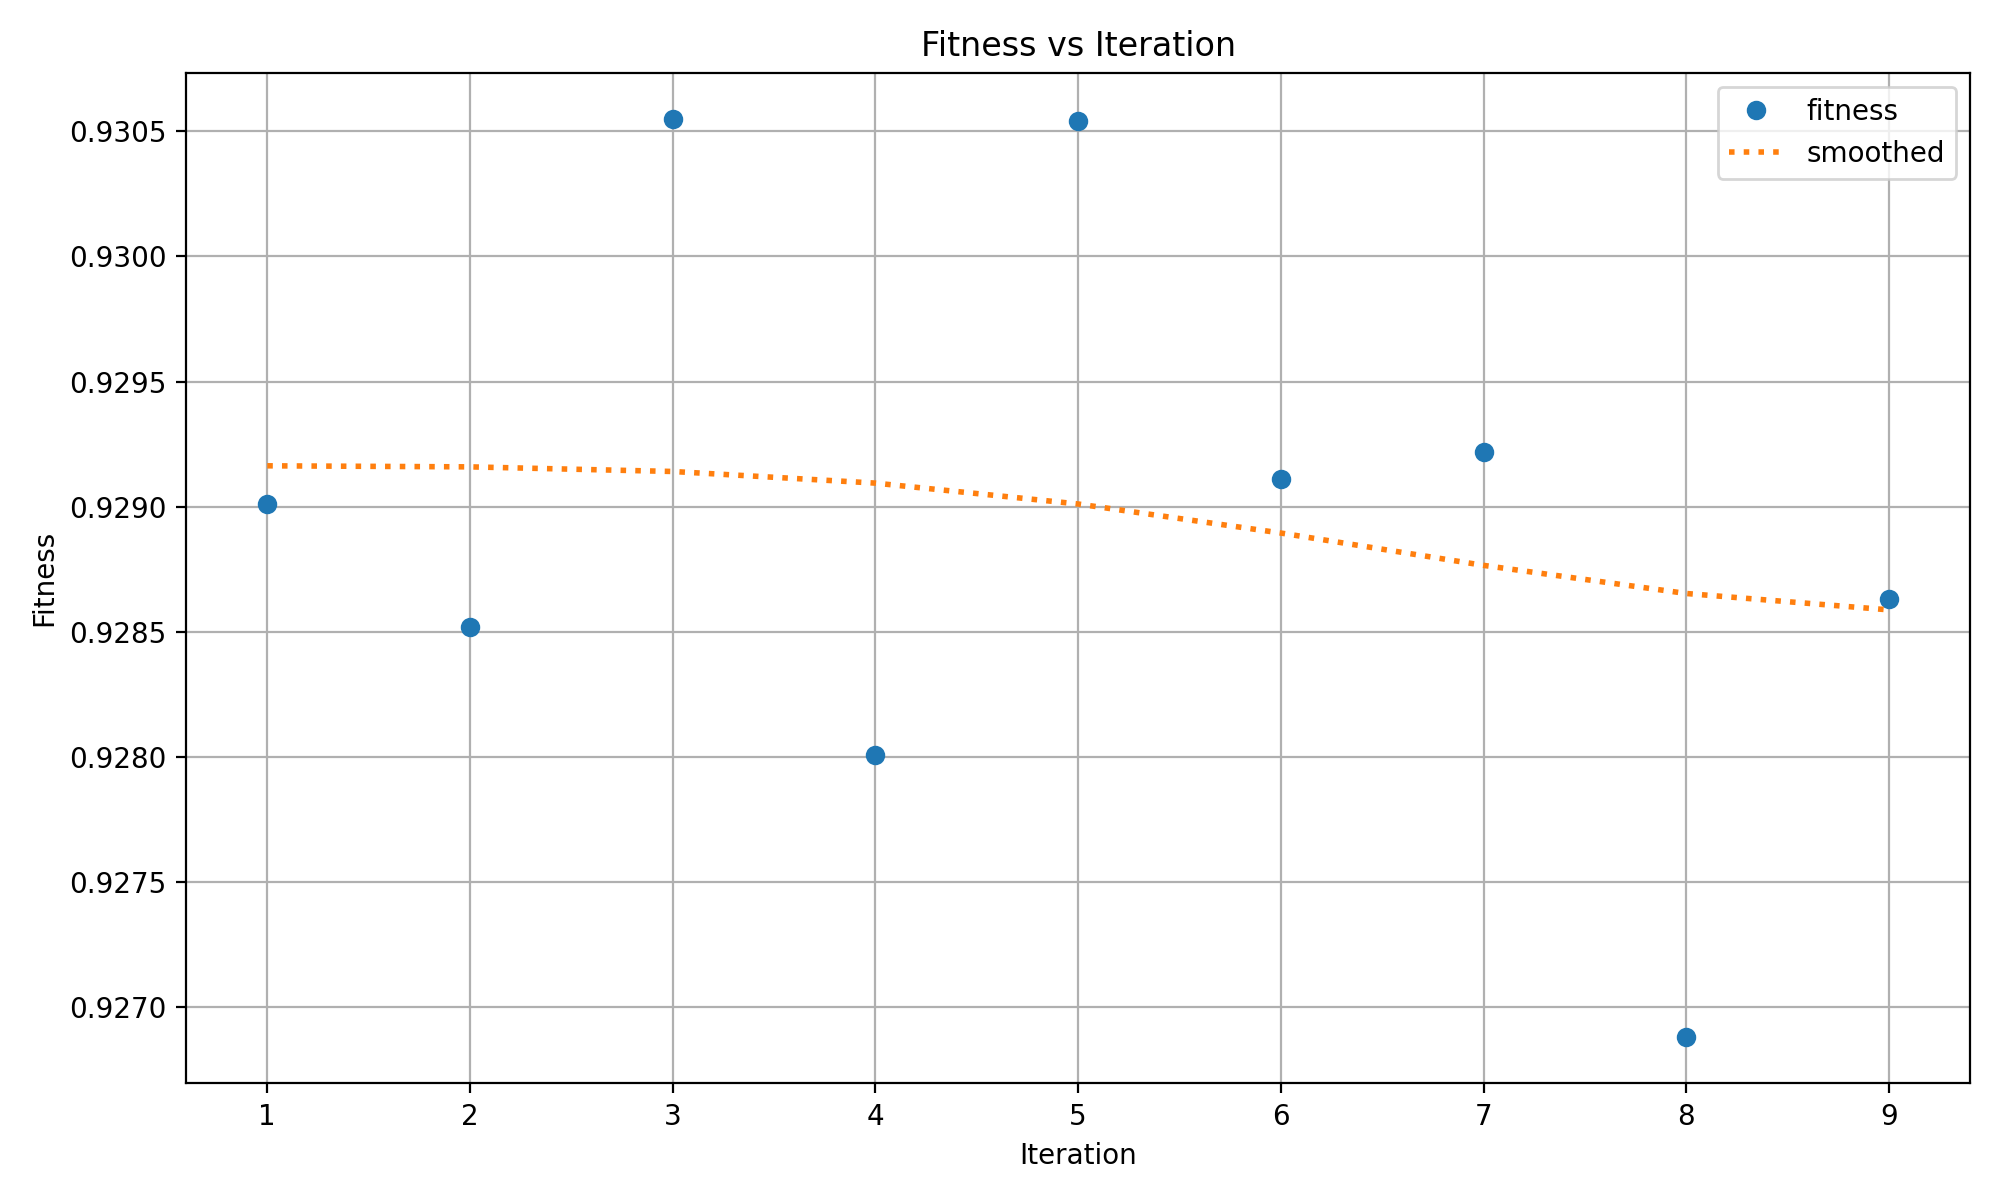 Fitness vs Iteration
fitness
smoothed
0.9305
0.9300
0.9295
0.9290
0.9285
0.9280
0.9275
0.9270
Fitness
1 2 3 4 5 6 7 8 9
Iteration